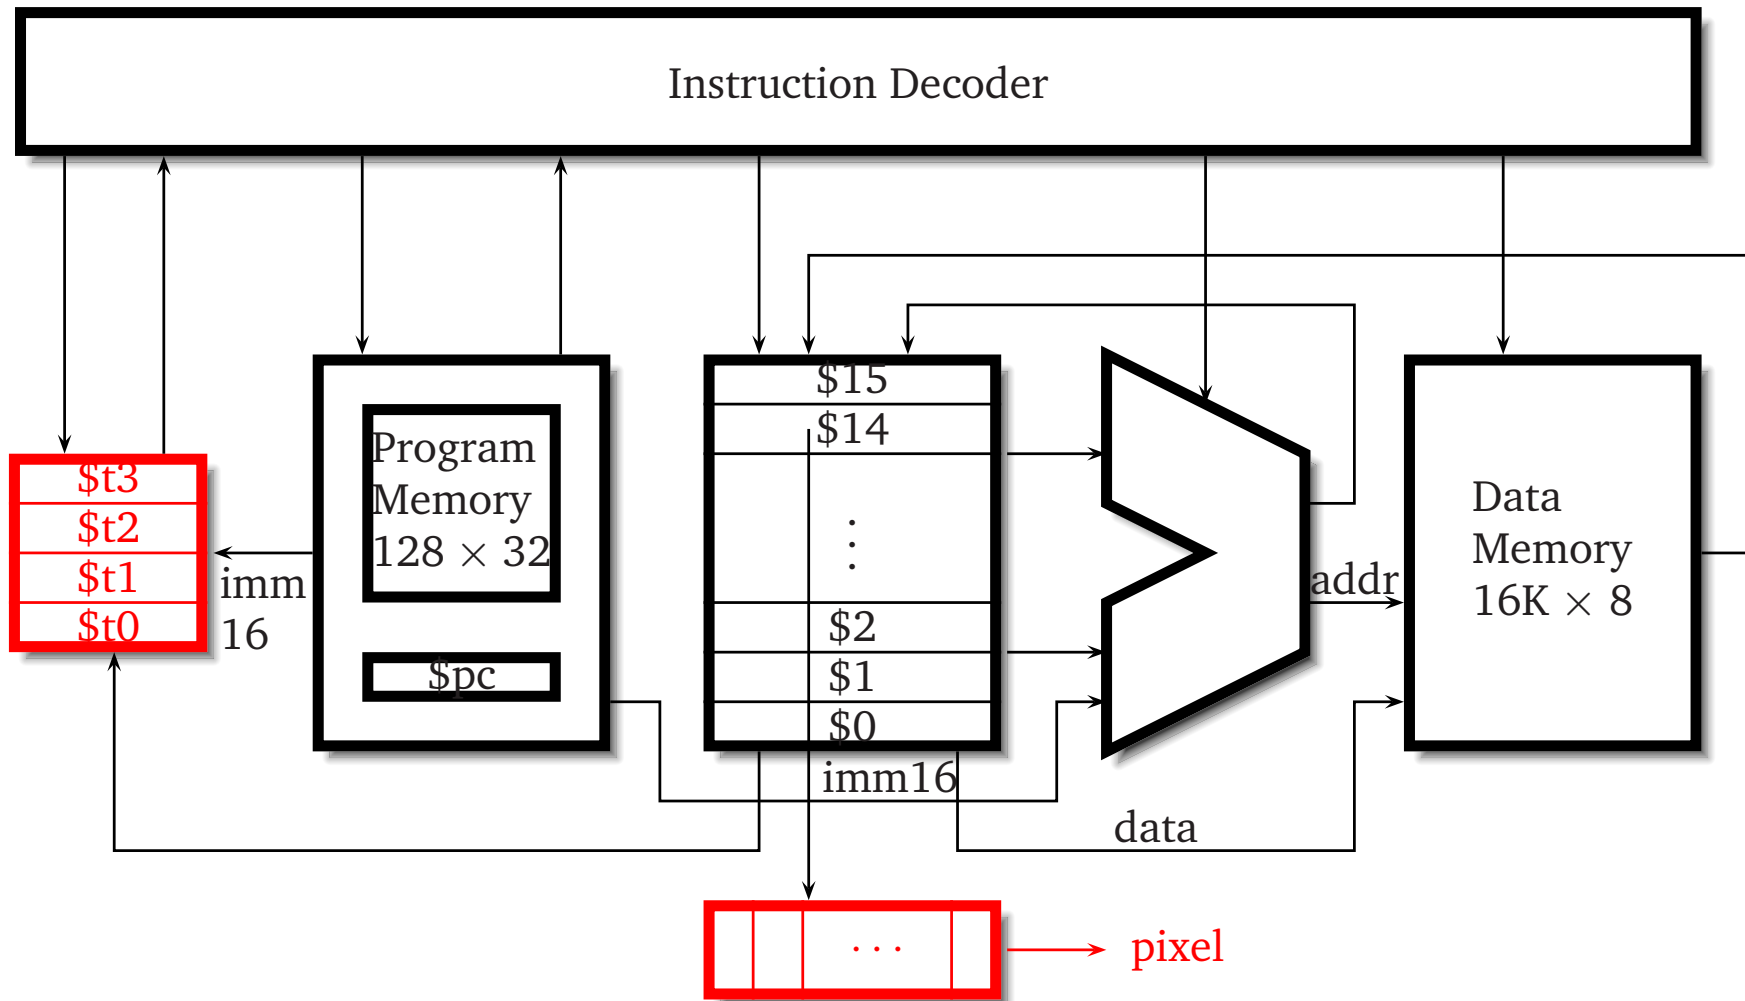 Instruction Decoder
$t3
$t2
$t1
$t0
imm
16
Program
Memory
128 × 32
$pc
$15
$14
⋮
$2
$1
$0
imm16
addr
data
Data
Memory
16K × 8
· · ·
pixel